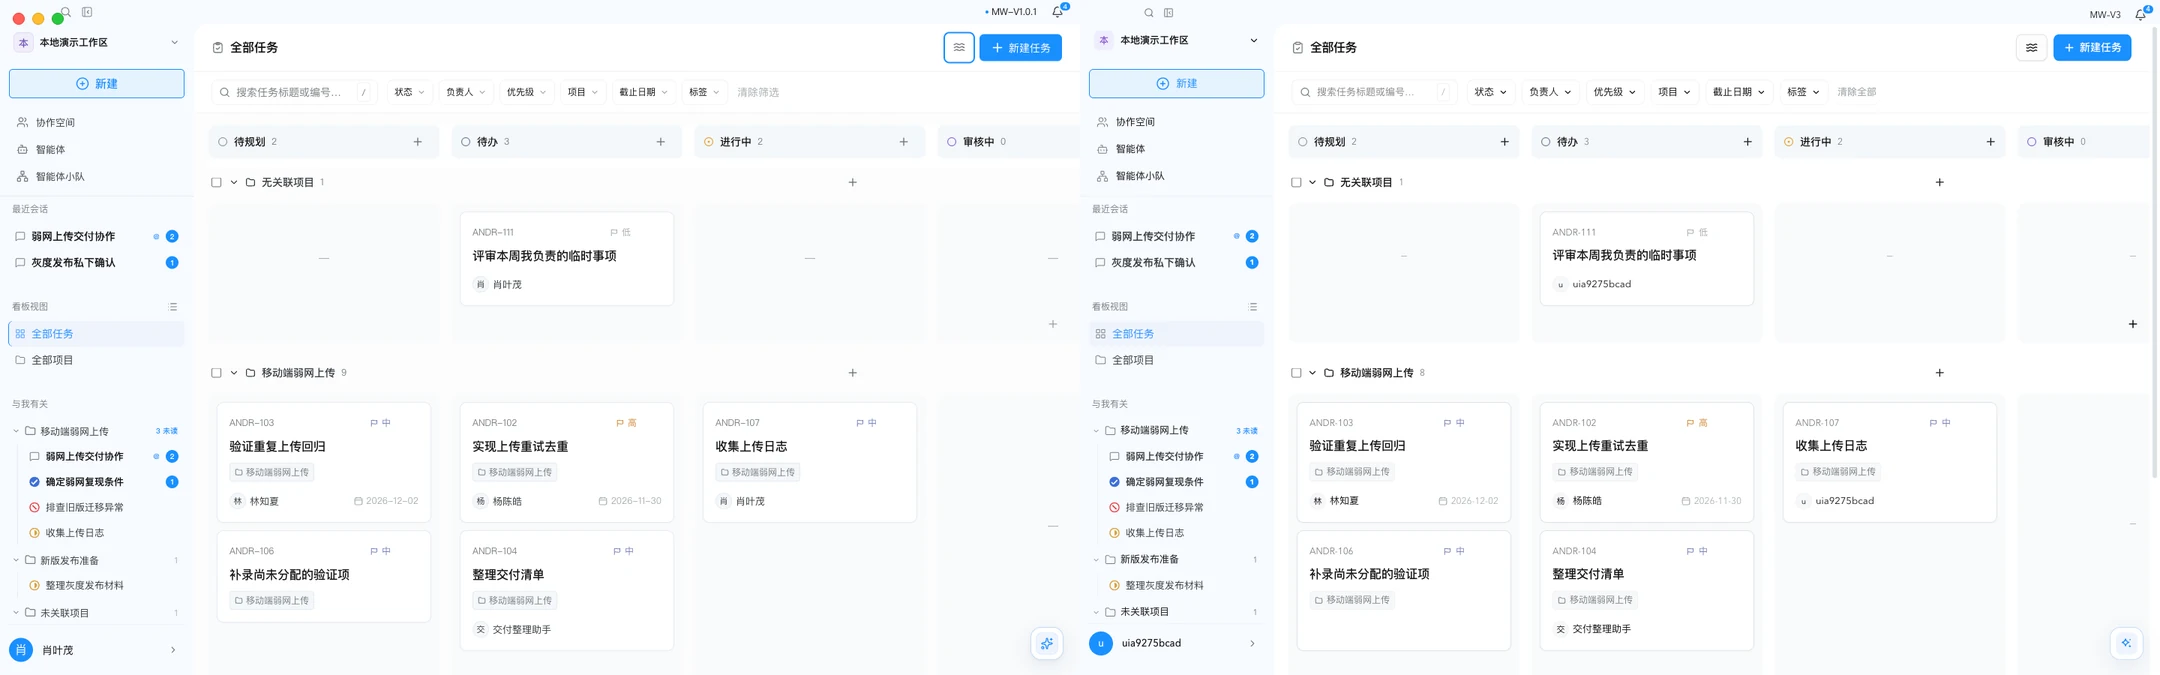 • MW-V1.0.1
4
本 本地演示工作区
新建
协作空间
智能体
智能体小队
最近会话
弱网上传交付协作 @ 2
灰度发布私下确认 1
看板视图
全部任务
全部项目
与我有关
移动端弱网上传 3 未读
弱网上传交付协作 @ 2
确定弱网复现条件 1
排查旧版迁移异常
收集上传日志
新版发布准备 1
整理灰度发布材料
未关联项目 1
肖 肖叶茂
全部任务
+ 新建任务
搜索任务标题或编号... /
状态 负责人 优先级 项目 截止日期 标签 清除筛选
待规划 2 +
待办 3 +
进行中 2 +
审核中 0
无关联项目 1 +
—
ANDR-111 低
评审本周我负责的临时事项
肖 肖叶茂
—
—
+
移动端弱网上传 9 +
ANDR-103 中
验证重复上传回归
移动端弱网上传
林 林知夏 2026-12-02
ANDR-106 中
补录尚未分配的验证项
移动端弱网上传
ANDR-102 高
实现上传重试去重
移动端弱网上传
杨 杨陈皓 2026-11-30
ANDR-104 中
整理交付清单
移动端弱网上传
交 交付整理助手
ANDR-107 中
收集上传日志
移动端弱网上传
肖 肖叶茂
—
MW-V3
4
本 本地演示工作区
新建
协作空间
智能体
智能体小队
最近会话
弱网上传交付协作 @ 2
灰度发布私下确认 1
看板视图
全部任务
全部项目
与我有关
移动端弱网上传 3 未读
弱网上传交付协作 @ 2
确定弱网复现条件 1
排查旧版迁移异常
收集上传日志
新版发布准备 1
整理灰度发布材料
未关联项目 1
u uia9275bcad
全部任务
+ 新建任务
搜索任务标题或编号... /
状态 负责人 优先级 项目 截止日期 标签 清除全部
待规划 2 +
待办 3 +
进行中 2 +
审核中 0
无关联项目 1 +
–
ANDR-111 低
评审本周我负责的临时事项
u uia9275bcad
–
–
+
移动端弱网上传 8 +
ANDR-103 中
验证重复上传回归
移动端弱网上传
林 林知夏 2026-12-02
ANDR-106 中
补录尚未分配的验证项
移动端弱网上传
ANDR-102 高
实现上传重试去重
移动端弱网上传
杨 杨陈皓 2026-11-30
ANDR-104 中
整理交付清单
移动端弱网上传
交 交付整理助手
ANDR-107 中
收集上传日志
移动端弱网上传
u uia9275bcad
–